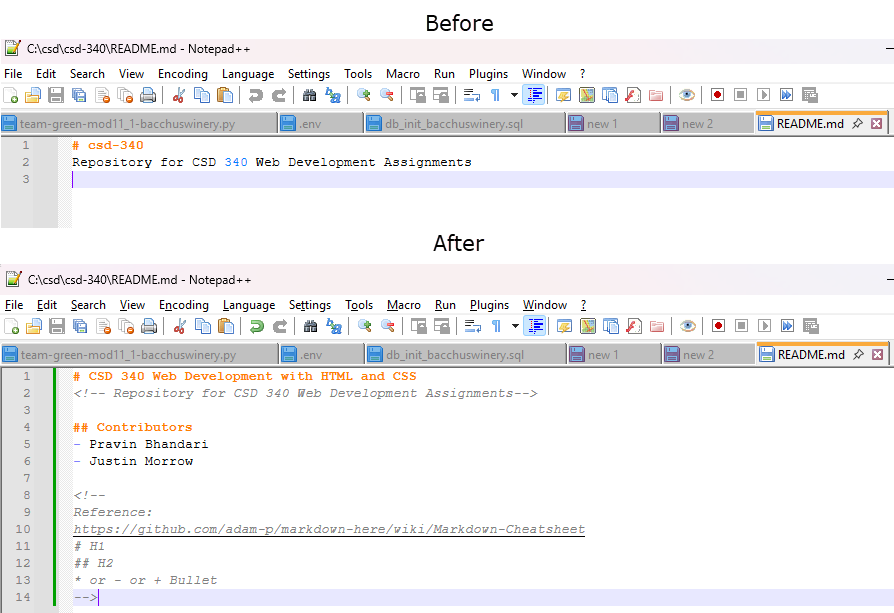 Before
C:\csd\csd-340\README.md - Notepad++
File Edit Search View Encoding Language Settings Tools Macro Run Plugins Window ?
team-green-mod11_1-bacchuswinery.py .env db_init_bacchuswinery.sql new 1 new 2 README.md
1 # csd-340
2 Repository for CSD 340 Web Development Assignments
3
After
C:\csd\csd-340\README.md - Notepad++
File Edit Search View Encoding Language Settings Tools Macro Run Plugins Window ?
team-green-mod11_1-bacchuswinery.py .env db_init_bacchuswinery.sql new 1 new 2 README.md
1 # CSD 340 Web Development with HTML and CSS
2 <!-- Repository for CSD 340 Web Development Assignments-->
3
4 ## Contributors
5 - Pravin Bhandari
6 - Justin Morrow
7
8 <!--
9 Reference:
10 https://github.com/adam-p/markdown-here/wiki/Markdown-Cheatsheet
11 # H1
12 ## H2
13 * or - or + Bullet
14 -->